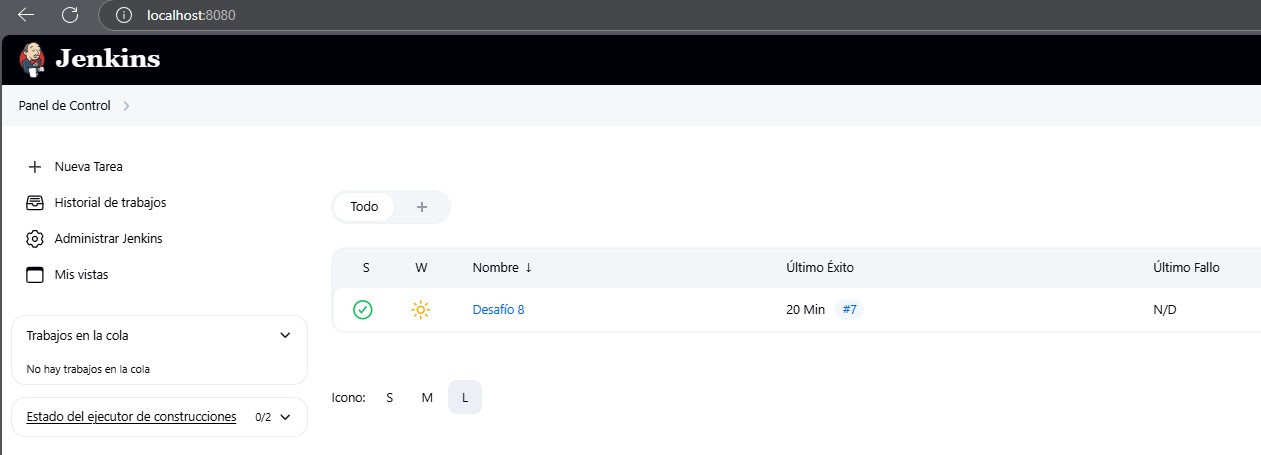 localhost:8080
Jenkins
Panel de Control
Nueva Tarea
Historial de trabajos
Administrar Jenkins
Mis vistas
Trabajos en la cola
No hay trabajos en la cola
Estado del ejecutor de construcciones 0/2
Todo +
S W Nombre ↓ Último Éxito Último Fallo
Desafío 8 20 Min #7 N/D
Icono: S M L